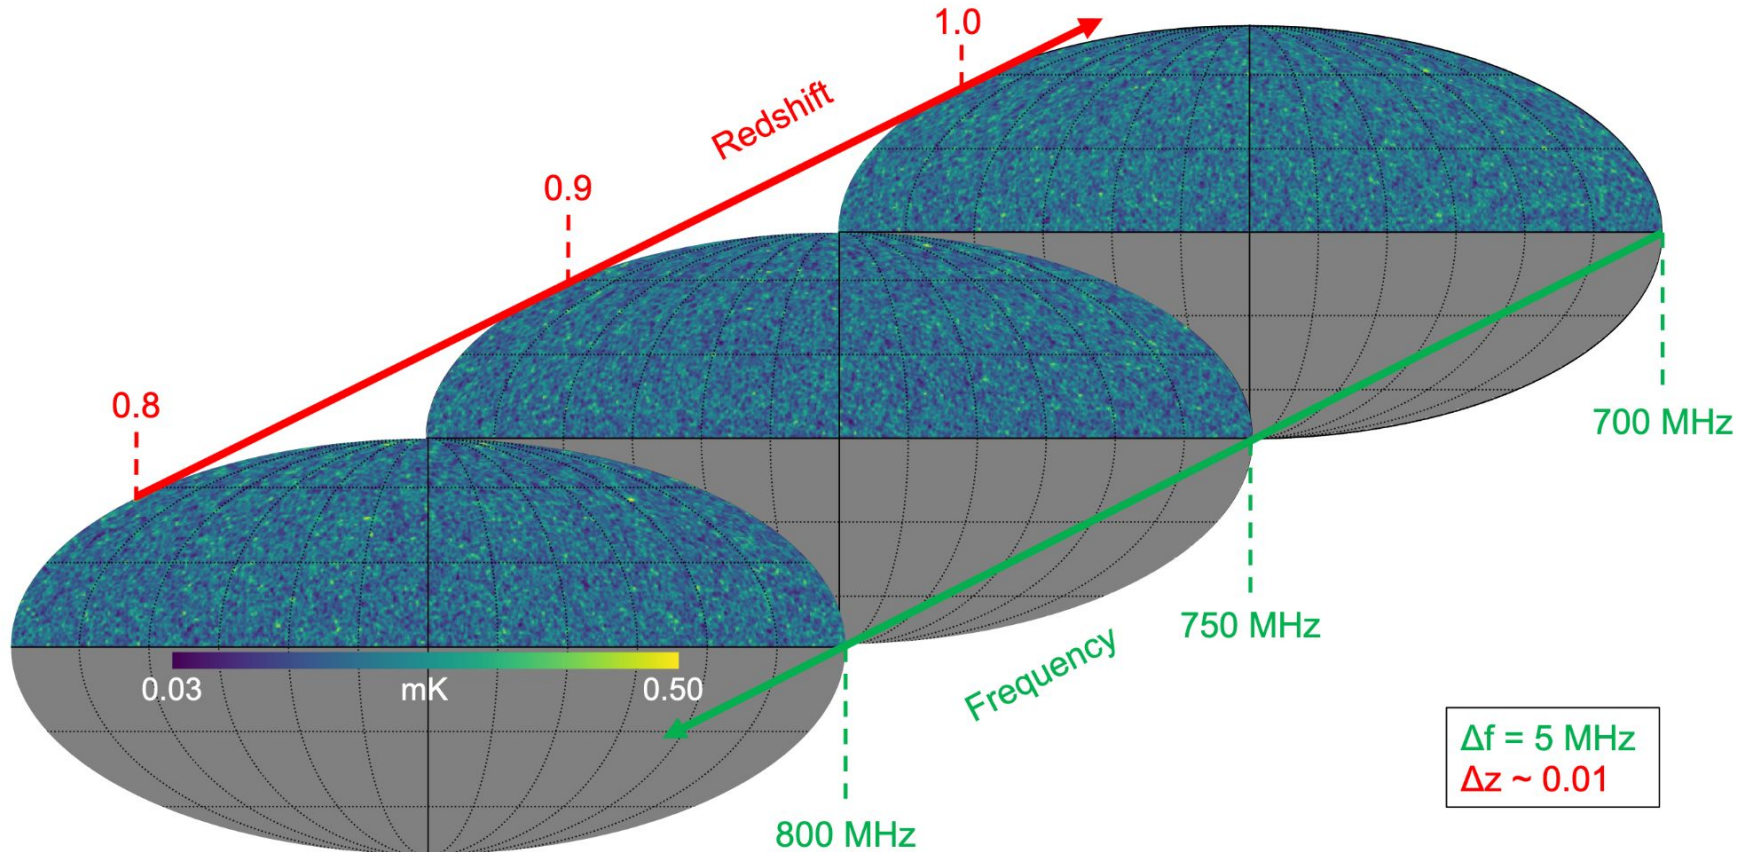 1.0
Redshift
0.9
0.8
700 MHz
750 MHz
Frequency
0.03 mK 0.50
800 MHz
Δf = 5 MHz
Δz ~ 0.01